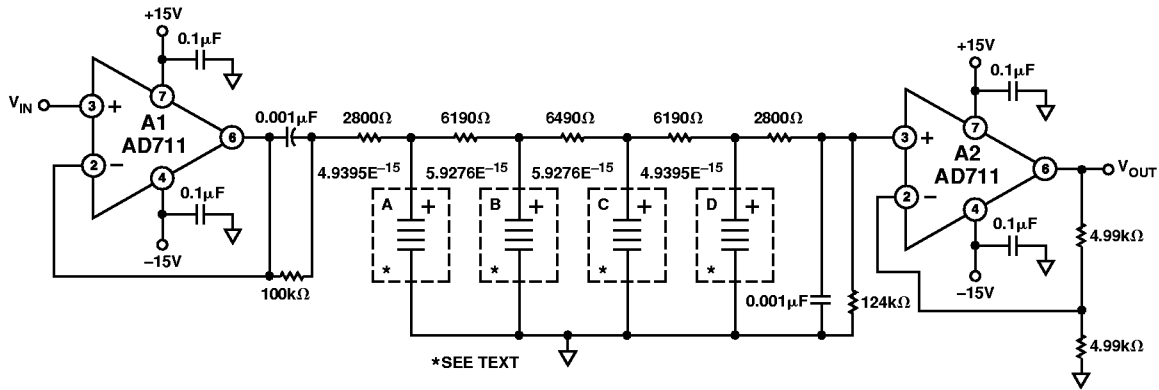 +15V
0.1µF
VIN
3
+
7
A1
AD711
6
2
–
4
0.1µF
–15V
100kΩ
0.001µF
2800Ω
6190Ω
6490Ω
6190Ω
2800Ω
4.9395E–15
5.9276E–15
5.9276E–15
4.9395E–15
A
+
*
B
+
*
C
+
*
D
+
*
*SEE TEXT
0.001µF
124kΩ
+15V
0.1µF
3
+
7
A2
AD711
6
2
–
4
0.1µF
–15V
VOUT
4.99kΩ
4.99kΩ